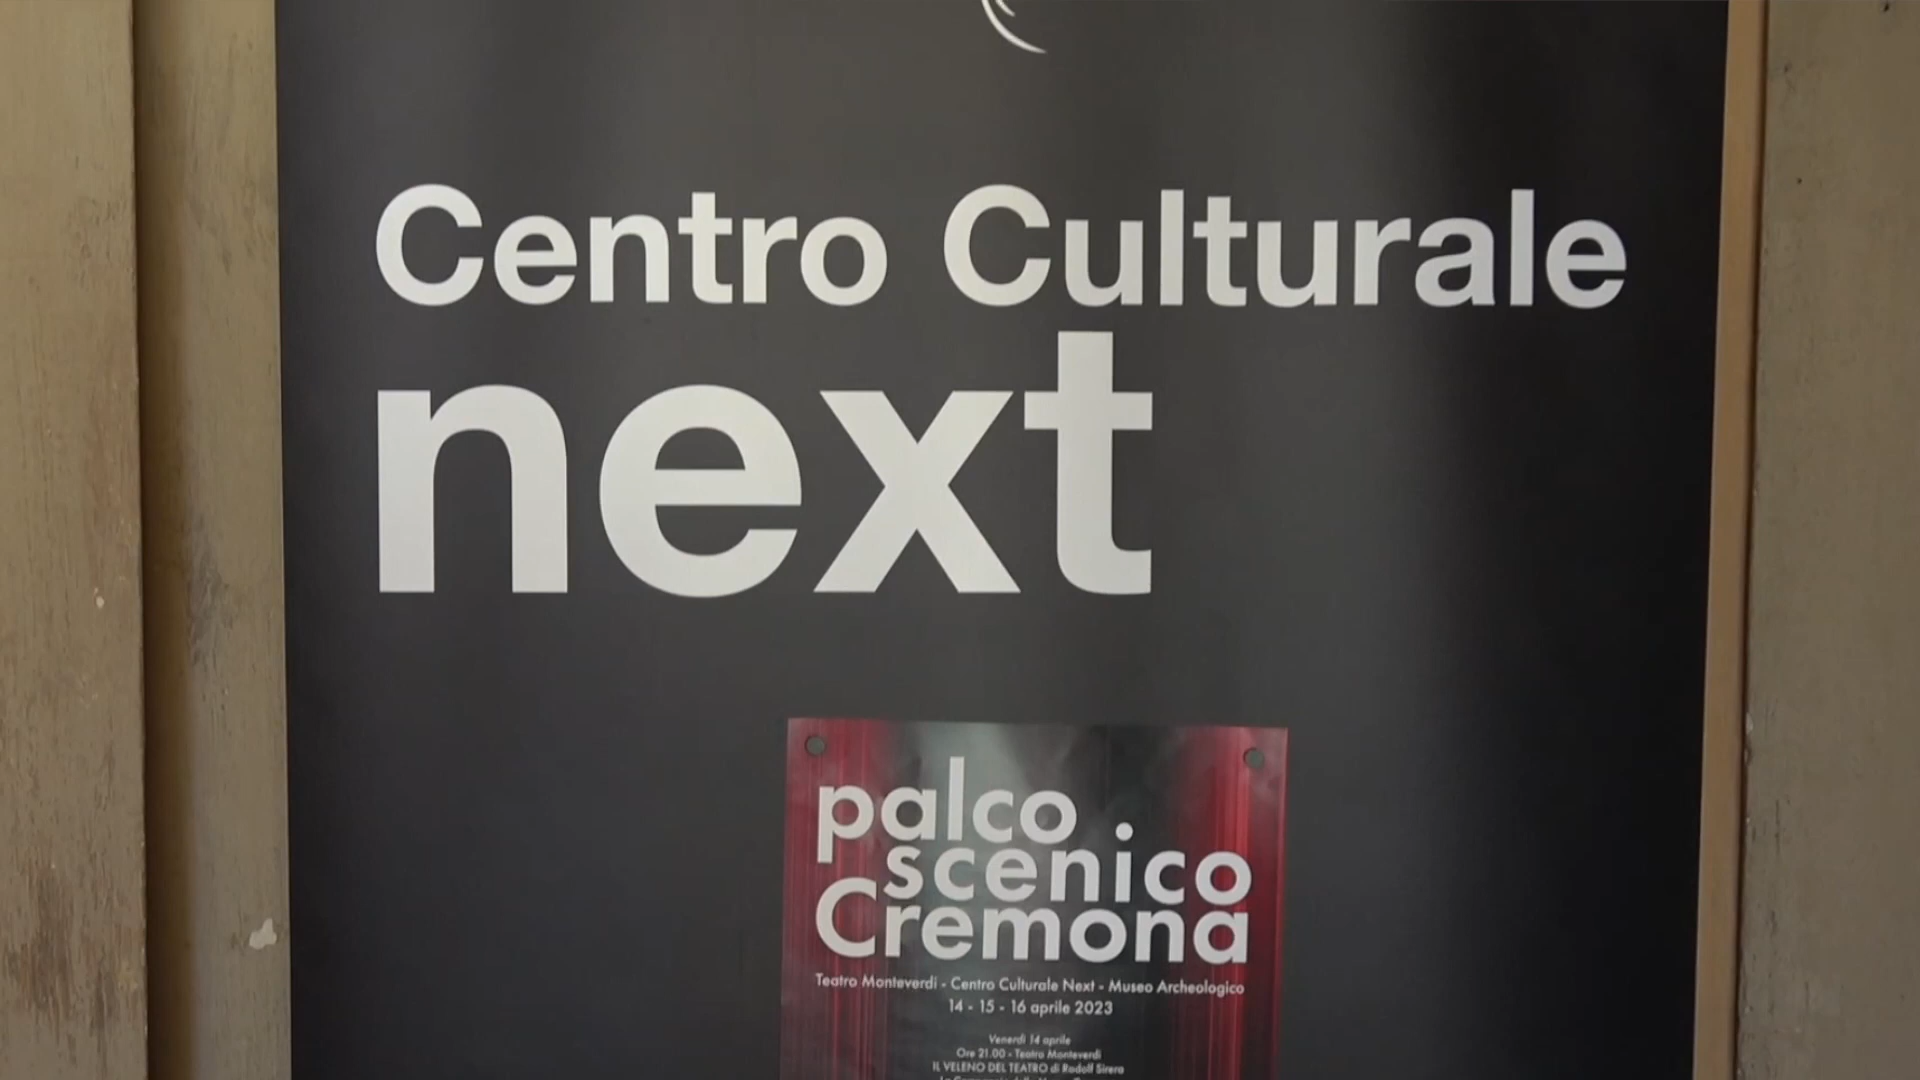 Centro Culturale
next
palco
scenico
Cremona
Teatro Monteverdi - Centro Culturale Next - Museo Archeologico
14 - 15 - 16 aprile 2023
Venerdì 14 aprile
Ore 21.00 - Teatro Monteverdi
IL VELENO DEL TEATRO di Rodolf Sirera